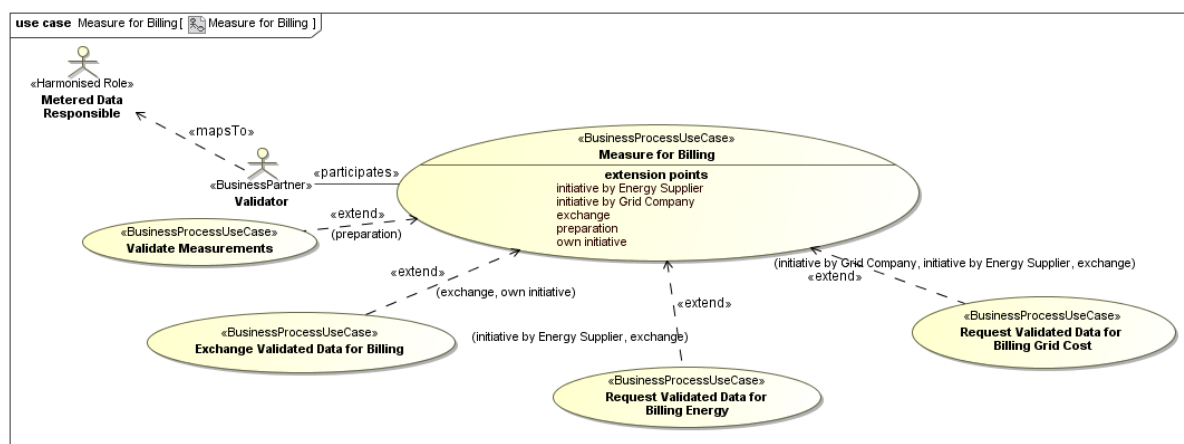 use case Measure for Billing[ Measure for Billing ]
«Harmonised Role»
Metered Data
Responsible
«mapsTo»
«BusinessPartner»
Validator
«participates»
«BusinessProcessUseCase»
Measure for Billing
extension points
initiative by Energy Supplier
initiative by Grid Company
exchange
preparation
own initiative
«extend»
(preparation)
«BusinessProcessUseCase»
Validate Measurements
«extend»
(exchange, own initiative)
«BusinessProcessUseCase»
Exchange Validated Data for Billing
«extend»
(initiative by Energy Supplier, exchange)
«BusinessProcessUseCase»
Request Validated Data for
Billing Energy
(initiative by Grid Company, initiative by Energy Supplier, exchange)
«extend»
«BusinessProcessUseCase»
Request Validated Data for
Billing Grid Cost